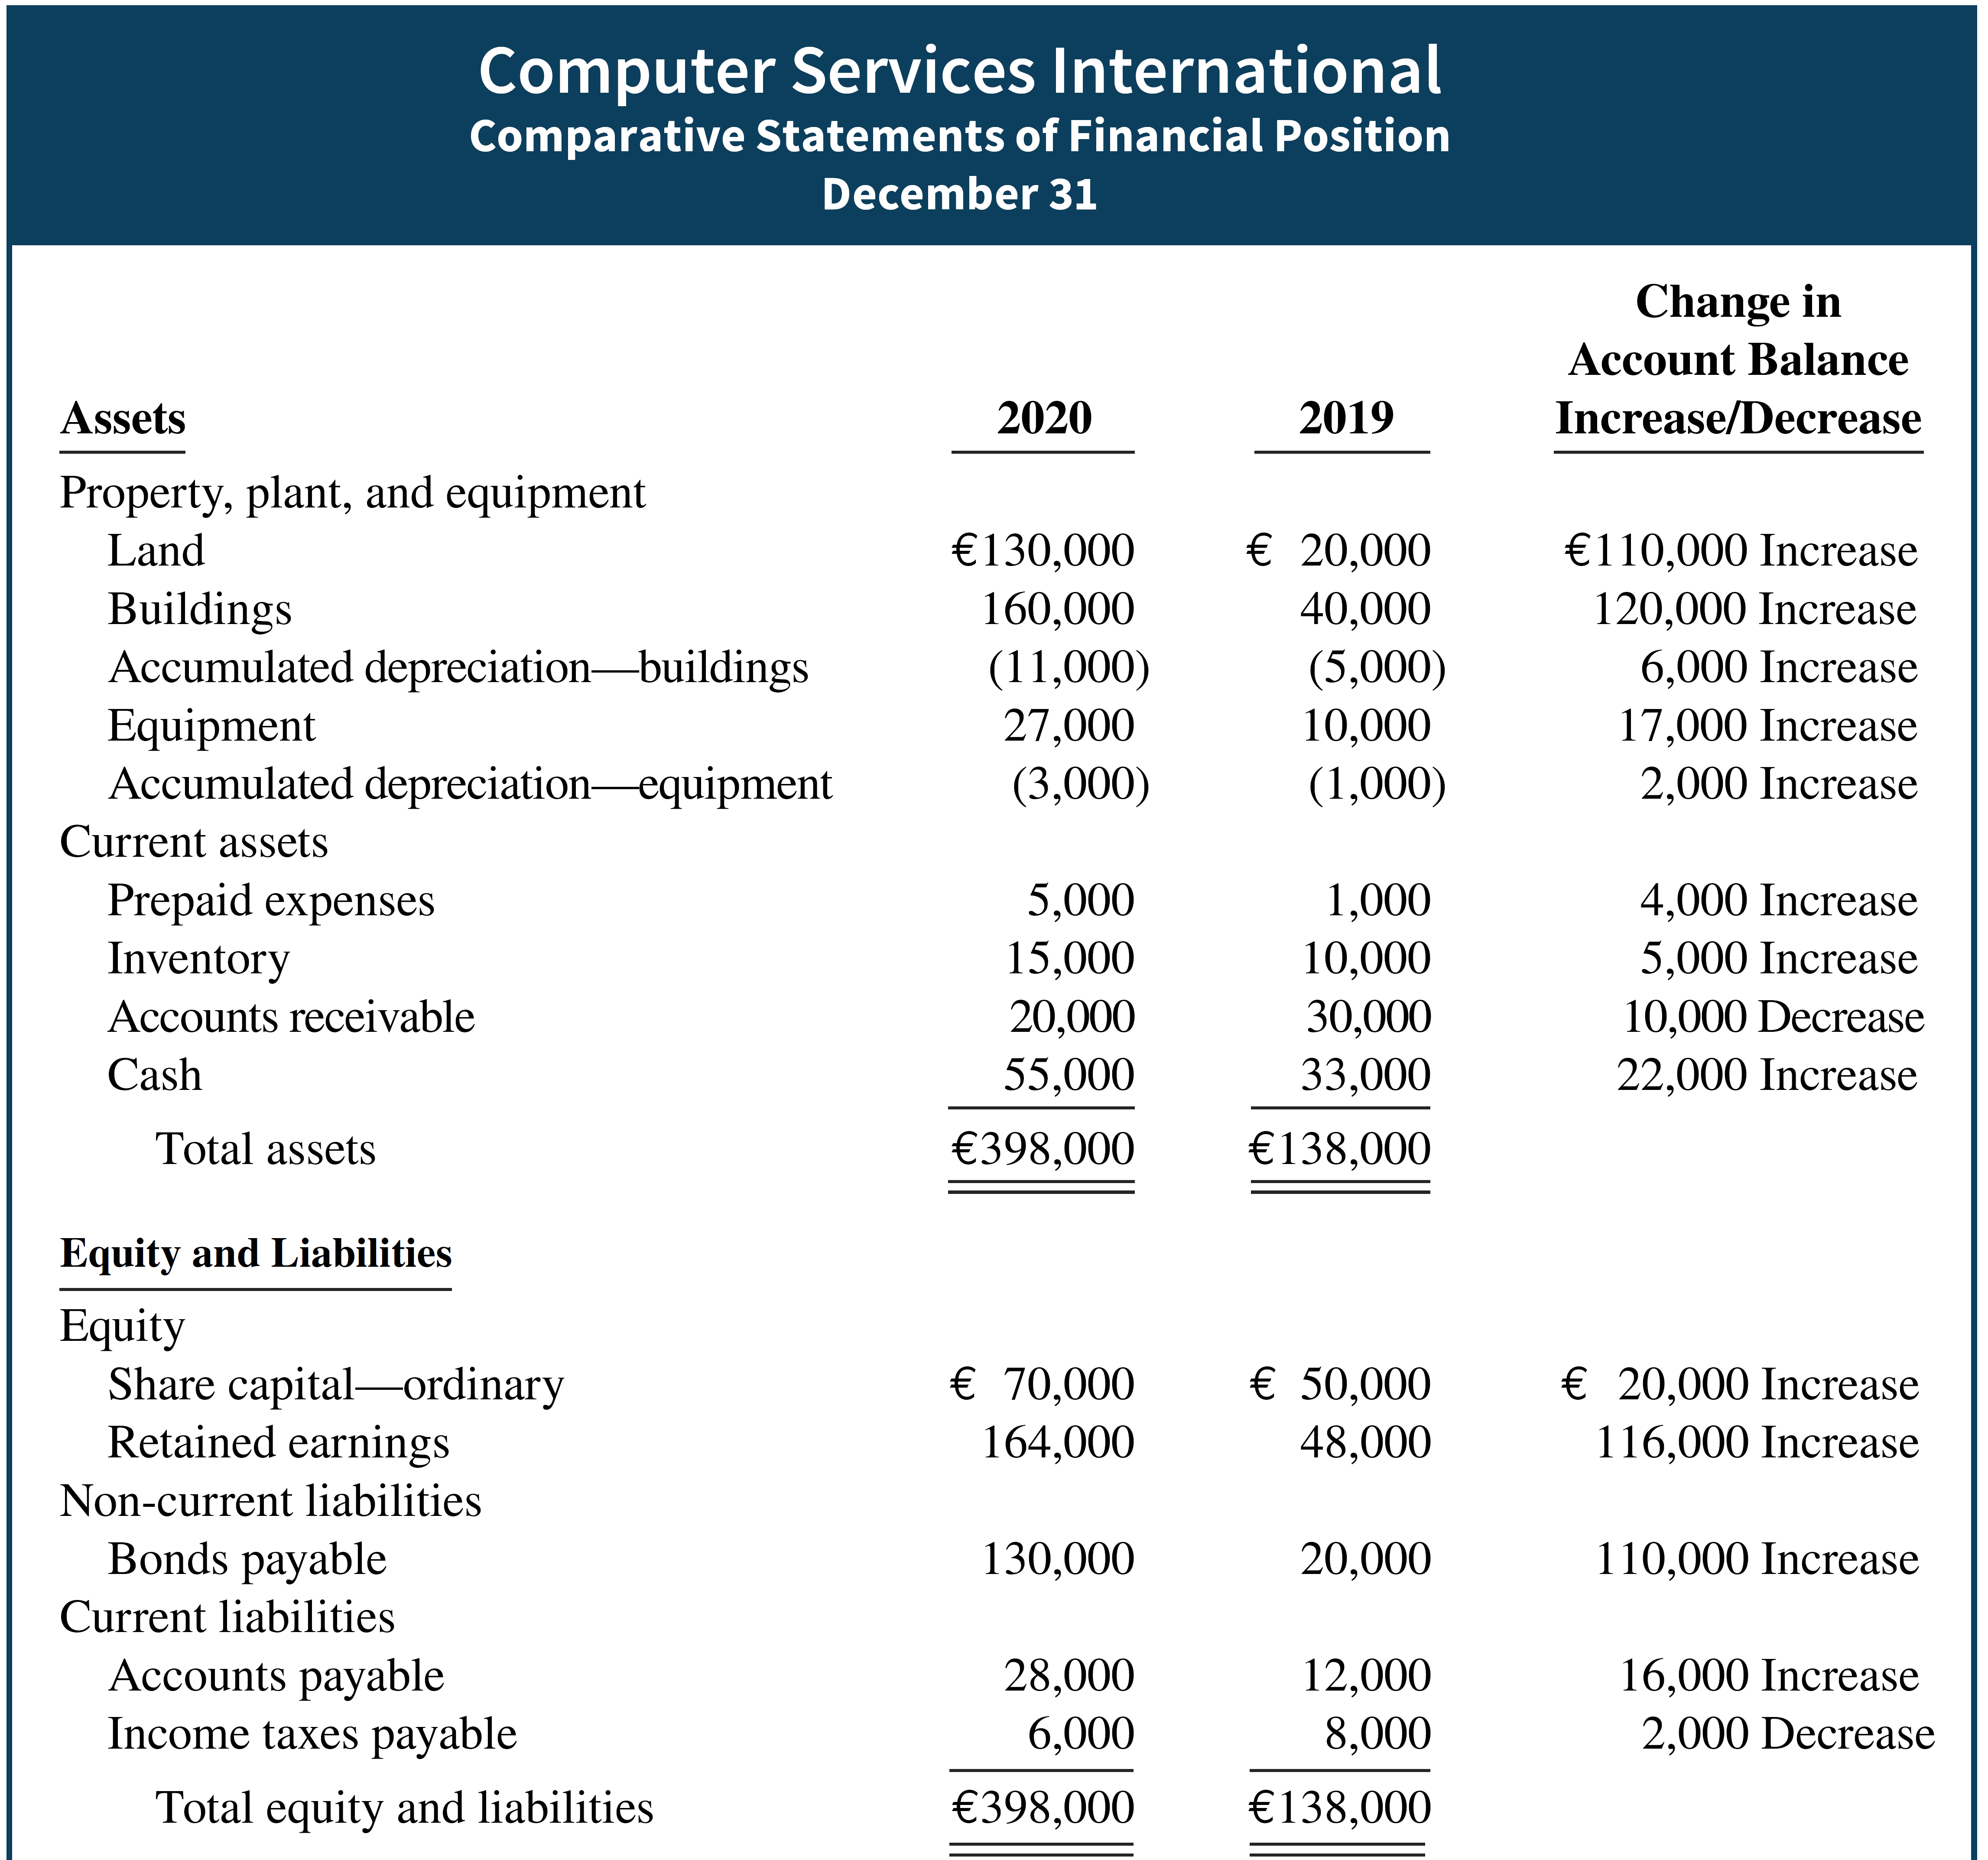 Computer Services International
Comparative Statements of Financial Position
December 31
Change in
Account Balance
Assets 2020 2019 Increase/Decrease
Property, plant, and equipment
Land €130,000 € 20,000 €110,000 Increase
Buildings 160,000 40,000 120,000 Increase
Accumulated depreciation—buildings (11,000) (5,000) 6,000 Increase
Equipment 27,000 10,000 17,000 Increase
Accumulated depreciation—equipment (3,000) (1,000) 2,000 Increase
Current assets
Prepaid expenses 5,000 1,000 4,000 Increase
Inventory 15,000 10,000 5,000 Increase
Accounts receivable 20,000 30,000 10,000 Decrease
Cash 55,000 33,000 22,000 Increase
Total assets €398,000 €138,000
Equity and Liabilities
Equity
Share capital—ordinary € 70,000 € 50,000 € 20,000 Increase
Retained earnings 164,000 48,000 116,000 Increase
Non-current liabilities
Bonds payable 130,000 20,000 110,000 Increase
Current liabilities
Accounts payable 28,000 12,000 16,000 Increase
Income taxes payable 6,000 8,000 2,000 Decrease
Total equity and liabilities €398,000 €138,000